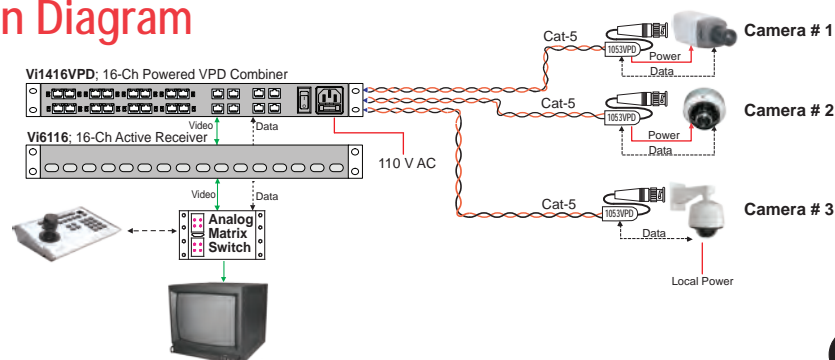 n Diagram
Vi1416VPD; 16-Ch Powered VPD Combiner
Video
Data
Vi6116; 16-Ch Active Receiver
110 V AC
Video
Data
Analog
Matrix
Switch
Cat-5
1053VPD
Power
Data
Camera # 1
Cat-5
1053VPD
Power
Data
Camera # 2
Cat-5
1053VPD
Data
Camera # 3
Local Power